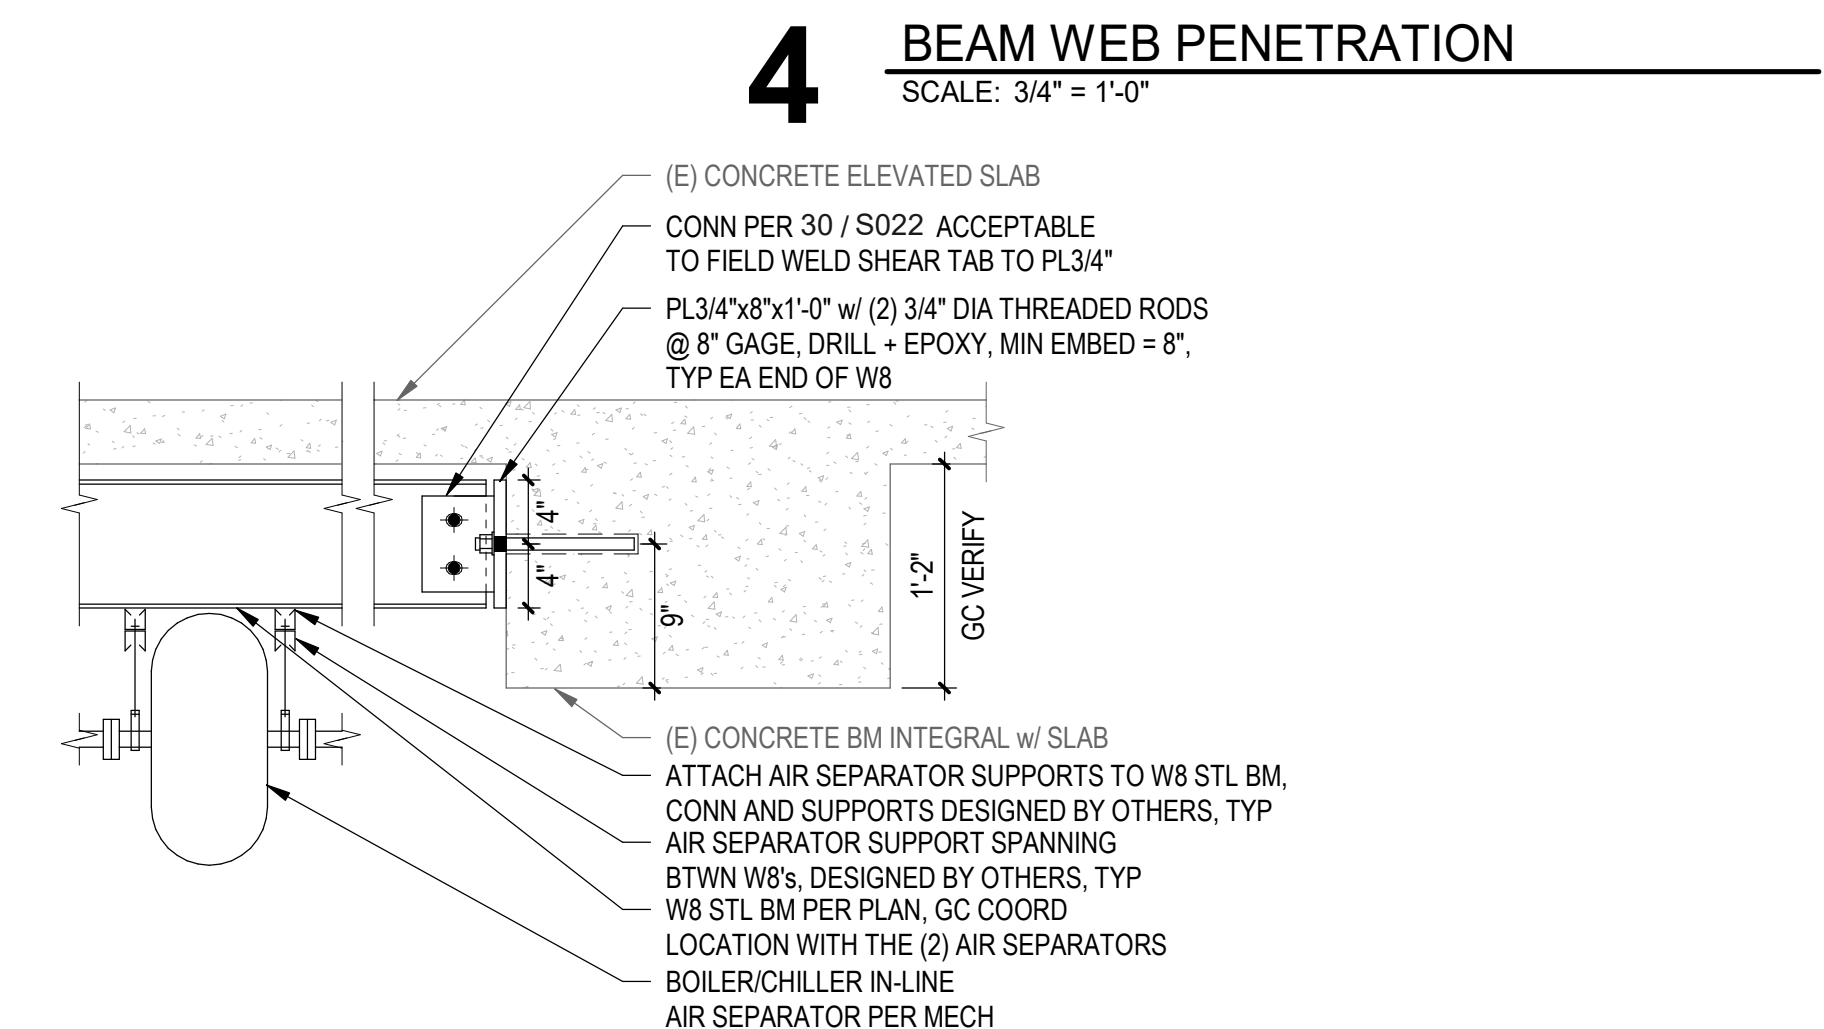 4
BEAM WEB PENETRATION
SCALE: 3/4" = 1'-0"
(E) CONCRETE ELEVATED SLAB
CONN PER 30 / S022 ACCEPTABLE
TO FIELD WELD SHEAR TAB TO PL3/4"
PL3/4"x8"x1'-0" w/ (2) 3/4" DIA THREADED RODS
@ 8" GAGE, DRILL + EPOXY, MIN EMBED = 8",
TYP EA END OF W8
4"
4"
9"
1'-2"
GC VERIFY
(E) CONCRETE BM INTEGRAL w/ SLAB
ATTACH AIR SEPARATOR SUPPORTS TO W8 STL BM,
CONN AND SUPPORTS DESIGNED BY OTHERS, TYP
AIR SEPARATOR SUPPORT SPANNING
BTWN W8's, DESIGNED BY OTHERS, TYP
W8 STL BM PER PLAN, GC COORD
LOCATION WITH THE (2) AIR SEPARATORS
BOILER/CHILLER IN-LINE
AIR SEPARATOR PER MECH